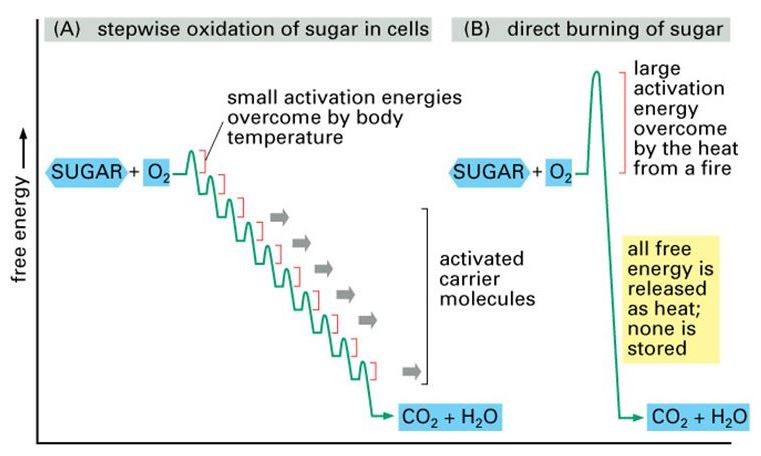 (A) stepwise oxidation of sugar in cells
small activation energies
overcome by body
temperature
SUGAR + O₂
activated
carrier
molecules
CO₂ + H₂O
free energy
(B) direct burning of sugar
large
activation
energy
overcome
by the heat
from a fire
SUGAR + O₂
all free
energy is
released
as heat;
none is
stored
CO₂ + H₂O